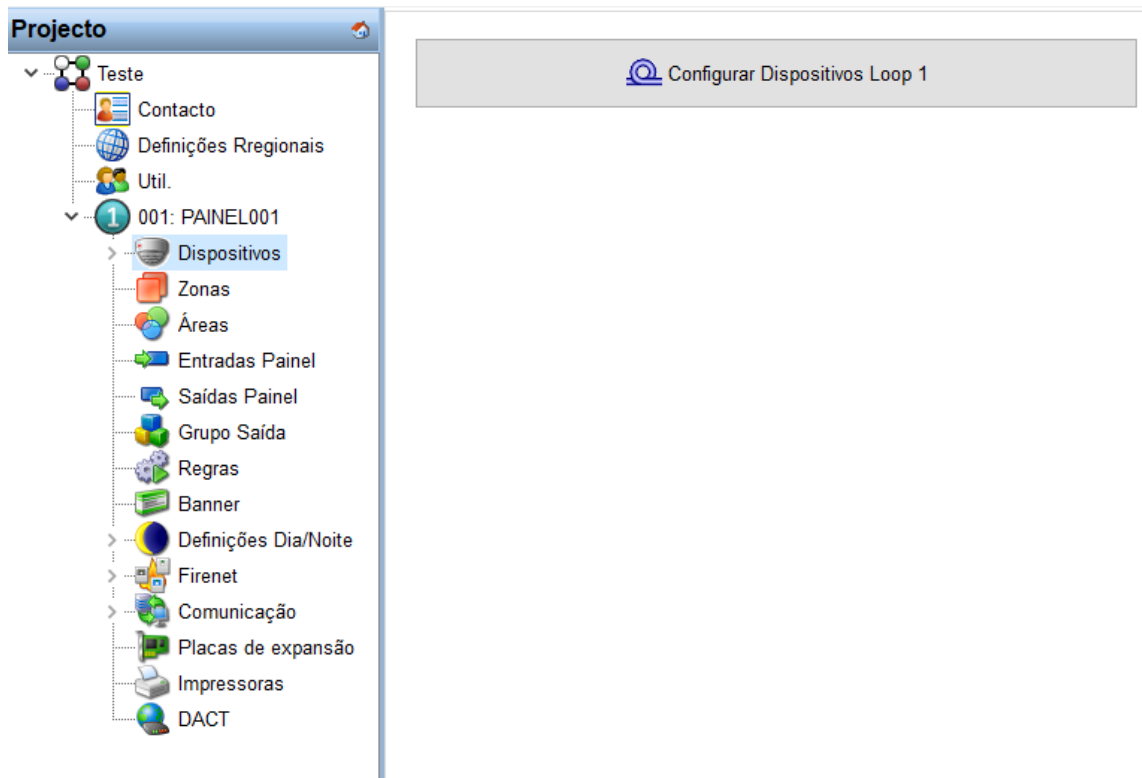 Projecto
Teste
Contacto
Definições Rregionais
Util.
1 001: PAINEL001
Dispositivos
Zonas
Áreas
Entradas Painel
Saídas Painel
Grupo Saída
Regras
Banner
Definições Dia/Noite
Firenet
Comunicação
Placas de expansão
Impressoras
DACT
Configurar Dispositivos Loop 1